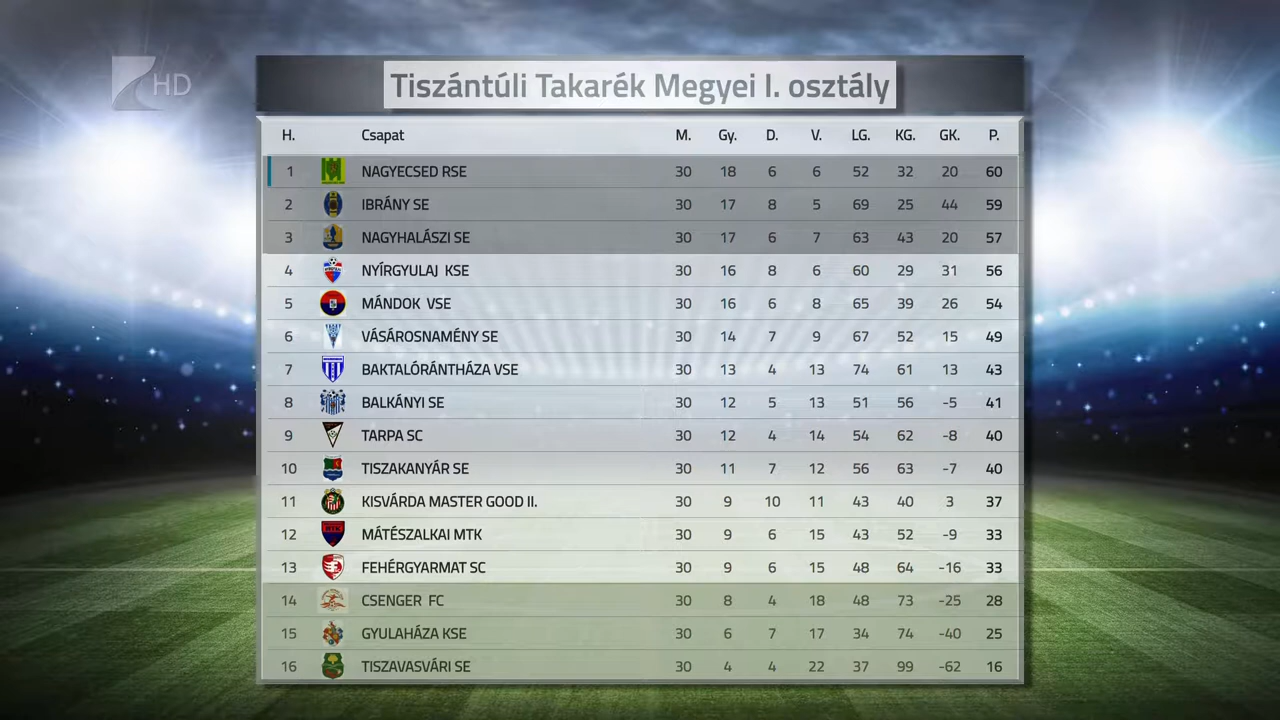 HD
Tiszántúli Takarék Megyei I. osztály
H. Csapat M. Gy. D. V. LG. KG. GK. P.
1 NAGYECSED RSE 30 18 6 6 52 32 20 60
2 IBRÁNY SE 30 17 8 5 69 25 44 59
3 NAGYHALÁSZI SE 30 17 6 7 63 43 20 57
4 NYÍRGYULAJ KSE 30 16 8 6 60 29 31 56
5 MÁNDOK VSE 30 16 6 8 65 39 26 54
6 VÁSÁROSNAMÉNY SE 30 14 7 9 67 52 15 49
7 BAKTALÓRÁNTHÁZA VSE 30 13 4 13 74 61 13 43
8 BALKÁNYI SE 30 12 5 13 51 56 -5 41
9 TARPA SC 30 12 4 14 54 62 -8 40
10 TISZAKANYÁR SE 30 11 7 12 56 63 -7 40
11 KISVÁRDA MASTER GOOD II. 30 9 10 11 43 40 3 37
12 MÁTÉSZALKAI MTK 30 9 6 15 43 52 -9 33
13 FEHÉRGYARMAT SC 30 9 6 15 48 64 -16 33
14 CSENGER FC 30 8 4 18 48 73 -25 28
15 GYULAHÁZA KSE 30 6 7 17 34 74 -40 25
16 TISZAVASVÁRI SE 30 4 4 22 37 99 -62 16